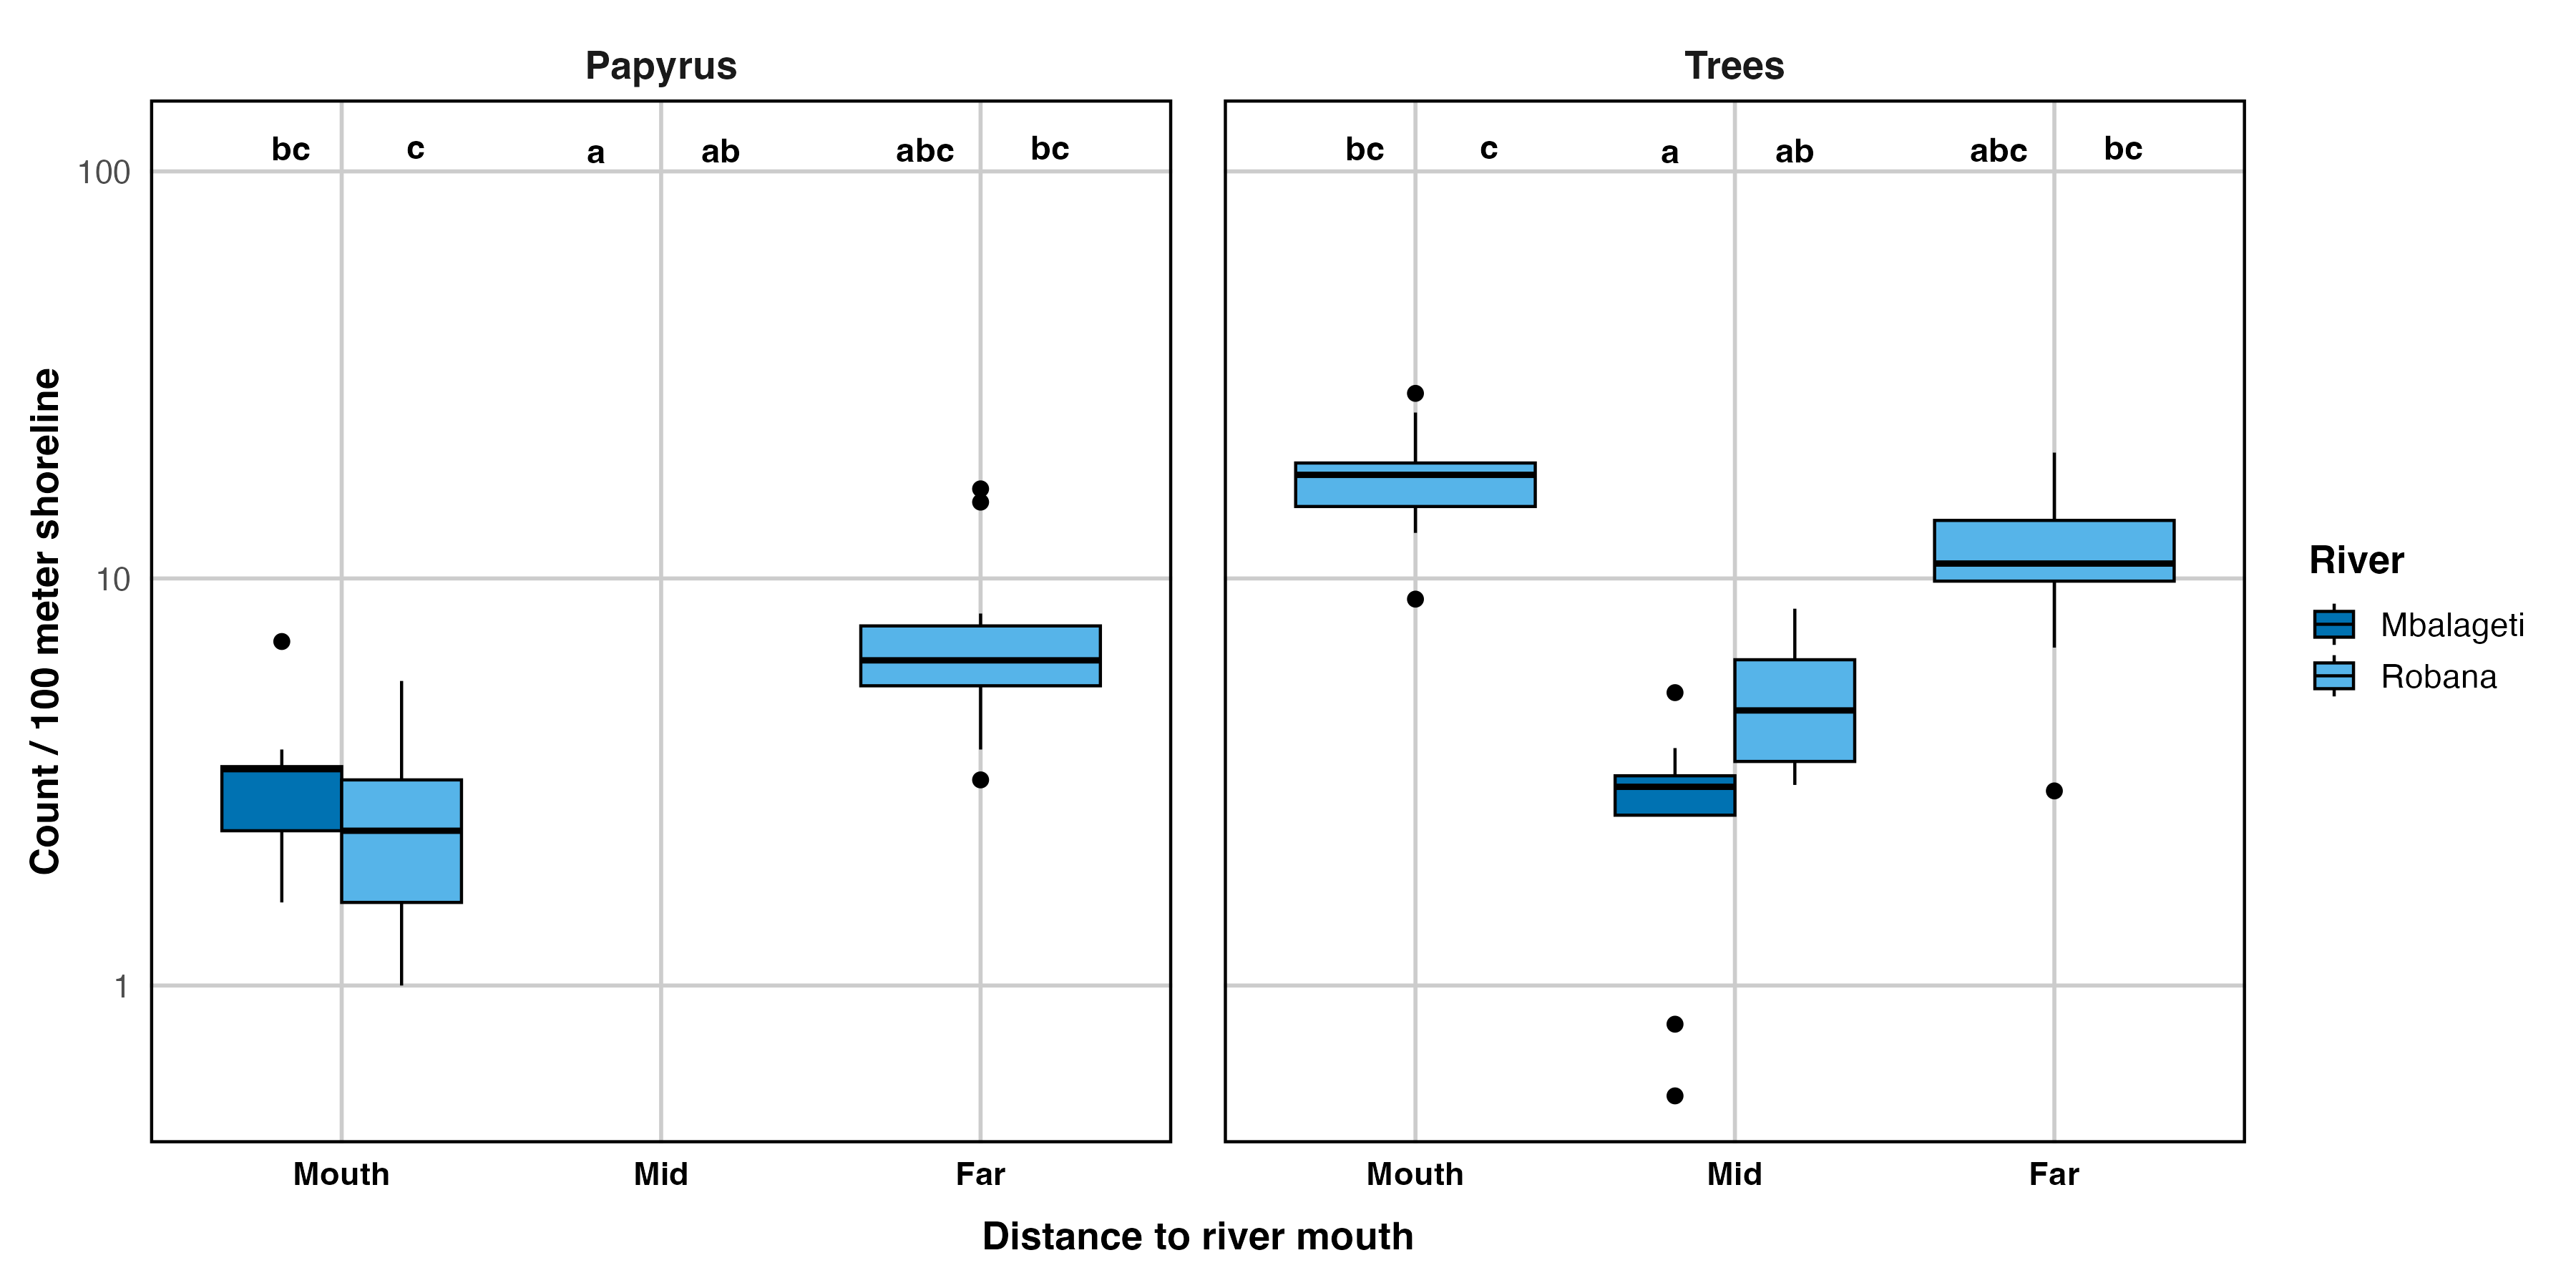 Papyrus Trees
bc c a ab abc bc bc c a ab abc bc
100
10
1
Count / 100 meter shoreline
Mouth Mid Far Mouth Mid Far
Distance to river mouth
River
Mbalageti
Robana